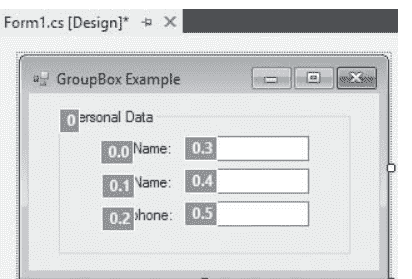 Form1.cs [Design]*
GroupBox Example
0 ersonal Data
0.0 Name: 0.3
0.1 Name: 0.4
0.2 hone: 0.5